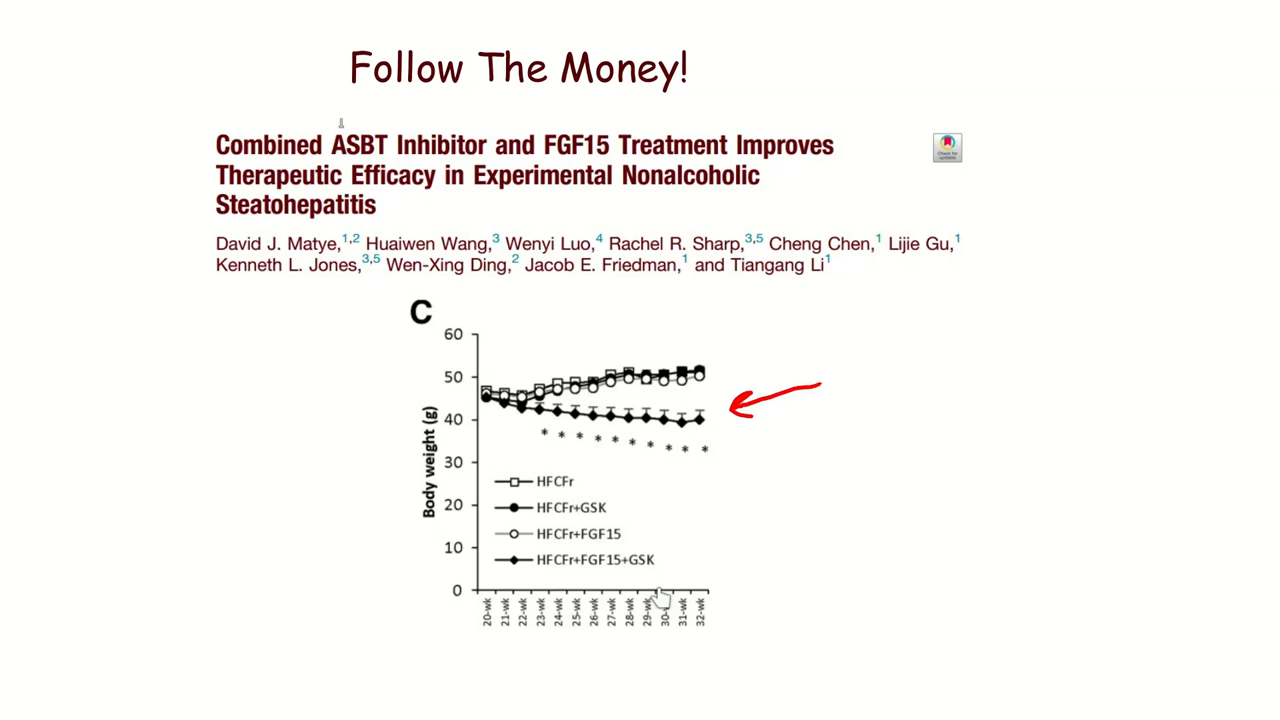 Follow The Money!
Combined ASBT Inhibitor and FGF15 Treatment Improves
Therapeutic Efficacy in Experimental Nonalcoholic
Steatohepatitis
Check for
updates
David J. Matye,1,2 Huaiwen Wang,3 Wenyi Luo,4 Rachel R. Sharp,3,5 Cheng Chen,1 Lijie Gu,1
Kenneth L. Jones,3,5 Wen-Xing Ding,2 Jacob E. Friedman,1 and Tiangang Li1
C
Body weight (g)
60
50
40
30
20
10
0
* * * * * * * * * *
HFCFr
HFCFr+GSK
HFCFr+FGF15
HFCFr+FGF15+GSK
20-wk 21-wk 22-wk 23-wk 24-wk 25-wk 26-wk 27-wk 28-wk 29-wk 30- 31-wk 32-wk